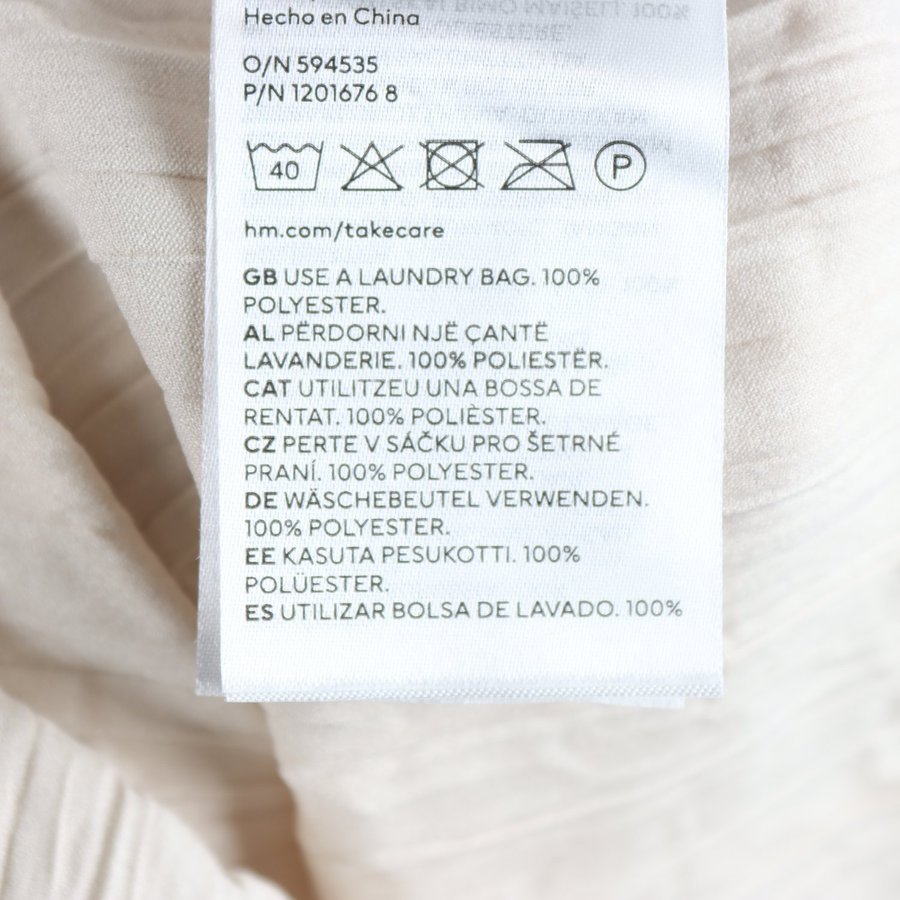 Hecho en China
O/N 594535
P/N 1201676 8
40
P
hm.com/takecare
GB USE A LAUNDRY BAG. 100%
POLYESTER.
AL PËRDORNI NJË ÇANTË
LAVANDERIE. 100% POLIESTËR.
CAT UTILITZEU UNA BOSSA DE
RENTAT. 100% POLIÈSTER.
CZ PERTE V SÁČKU PRO ŠETRNÉ
PRANÍ. 100% POLYESTER.
DE WÄSCHEBEUTEL VERWENDEN.
100% POLYESTER.
EE KASUTA PESUKOTTI. 100%
POLÜESTER.
ES UTILIZAR BOLSA DE LAVADO. 100%